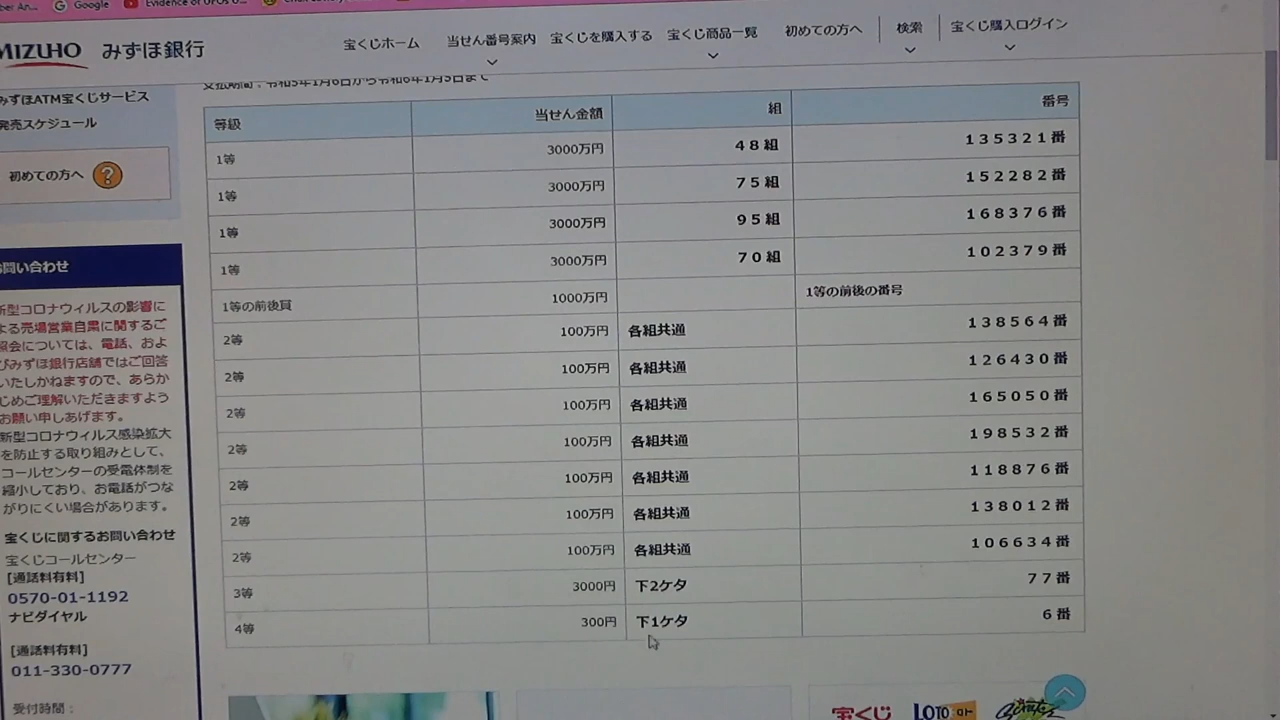 Google
Evidence of UFOs o...
MIZUHO みずほ銀行
宝くじホーム
当せん番号案内
宝くじを購入する
宝くじ商品一覧
初めての方へ
検索
宝くじ購入ログイン
みずほATM宝くじサービス
発売スケジュール
初めての方へ ?
お問い合わせ
新型コロナウィルスの影響に
よる売場営業自粛に関するご
照会については、電話、およ
びみずほ銀行店舗ではご回答
いたしかねますので、あらか
じめご理解いただきますよう
お願い申しあげます。
新型コロナウィルス感染拡大
を防止する取り組みとして、
コールセンターの受電体制を
縮小しており、お電話がつな
がりにくい場合があります。
宝くじに関するお問い合わせ
宝くじコールセンター
[通話料有料]
0570-01-1192
ナビダイヤル
[通話料有料]
011-330-0777
受付時間：
支払期間：令和5年1月6日から令和6年1月5日まで
等級 当せん金額 組 番号
1等 3000万円 48組 135321番
1等 3000万円 75組 152282番
1等 3000万円 95組 168376番
1等 3000万円 70組 102379番
1等の前後賞 1000万円 1等の前後の番号
2等 100万円 各組共通 138564番
2等 100万円 各組共通 126430番
2等 100万円 各組共通 165050番
2等 100万円 各組共通 198532番
2等 100万円 各組共通 118876番
2等 100万円 各組共通 138012番
2等 100万円 各組共通 106634番
3等 3000円 下2ケタ 77番
4等 300円 下1ケタ 6番
宝くじ
LOTO